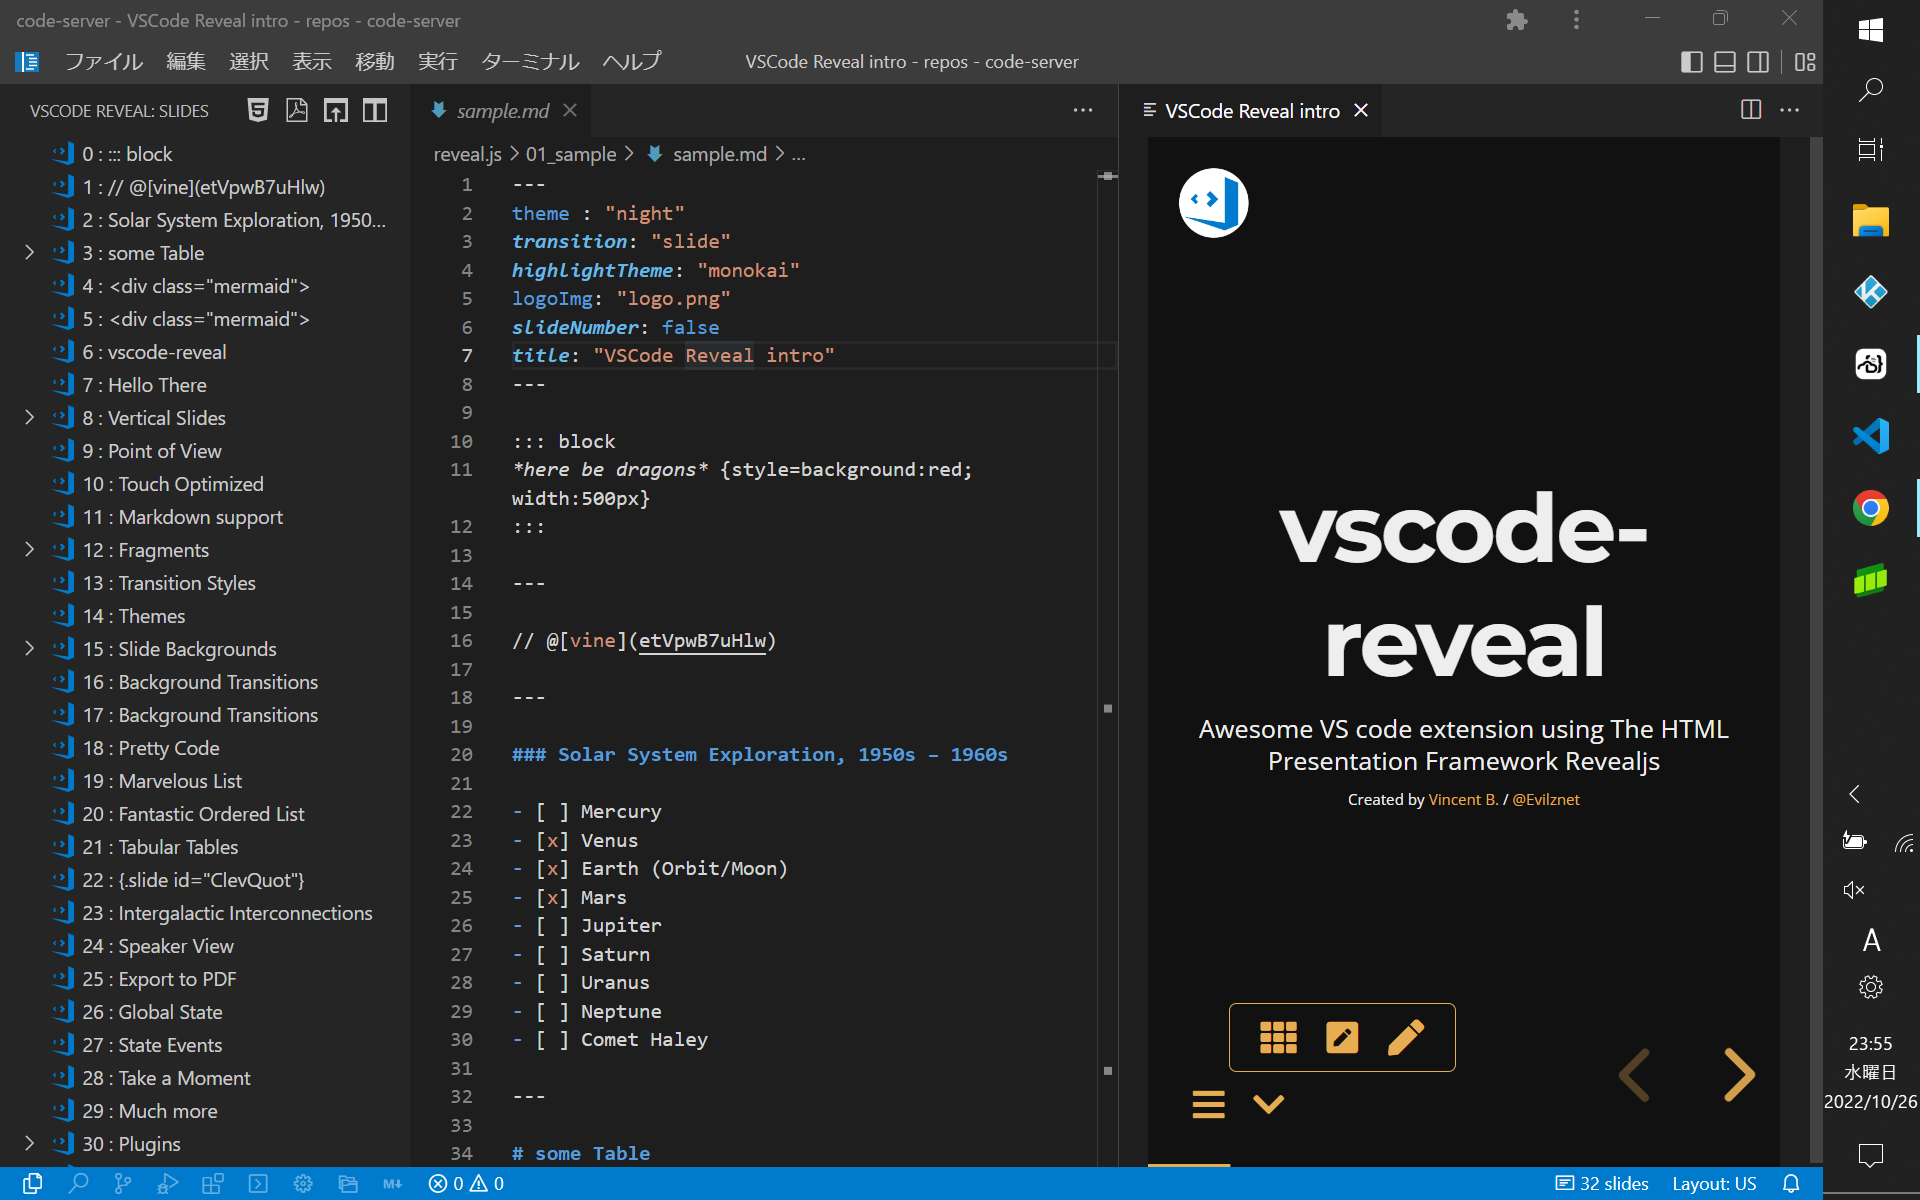 code-server - VSCode Reveal intro - repos - code-server
ファイル 編集 選択 表示 移動 実行 ターミナル ヘルプ
VSCode Reveal intro - repos - code-server
VSCODE REVEAL: SLIDES
0 : ::: block
1 : // @[vine](etVpwB7uHlw)
2 : Solar System Exploration, 1950...
3 : some Table
4 : <div class="mermaid">
5 : <div class="mermaid">
6 : vscode-reveal
7 : Hello There
8 : Vertical Slides
9 : Point of View
10 : Touch Optimized
11 : Markdown support
12 : Fragments
13 : Transition Styles
14 : Themes
15 : Slide Backgrounds
16 : Background Transitions
17 : Background Transitions
18 : Pretty Code
19 : Marvelous List
20 : Fantastic Ordered List
21 : Tabular Tables
22 : {.slide id="ClevQuot"}
23 : Intergalactic Interconnections
24 : Speaker View
25 : Export to PDF
26 : Global State
27 : State Events
28 : Take a Moment
29 : Much more
30 : Plugins
sample.md
reveal.js > 01_sample > sample.md > ...
1 ---
2 theme : "night"
3 transition: "slide"
4 highlightTheme: "monokai"
5 logoImg: "logo.png"
6 slideNumber: false
7 title: "VSCode Reveal intro"
8 ---
9
10 ::: block
11 *here be dragons* {style=background:red;
width:500px}
12 :::
13
14 ---
15
16 // @[vine](etVpwB7uHlw)
17
18 ---
19
20 ### Solar System Exploration, 1950s – 1960s
21
22 - [ ] Mercury
23 - [x] Venus
24 - [x] Earth (Orbit/Moon)
25 - [x] Mars
26 - [ ] Jupiter
27 - [ ] Saturn
28 - [ ] Uranus
29 - [ ] Neptune
30 - [ ] Comet Haley
31
32 ---
33
34 # some Table
VSCode Reveal intro
vscode-
reveal
Awesome VS code extension using The HTML
Presentation Framework Revealjs
Created by Vincent B. / @Evilznet
A
23:55
水曜日
2022/10/26
M↓
0 0
32 slides
Layout: US